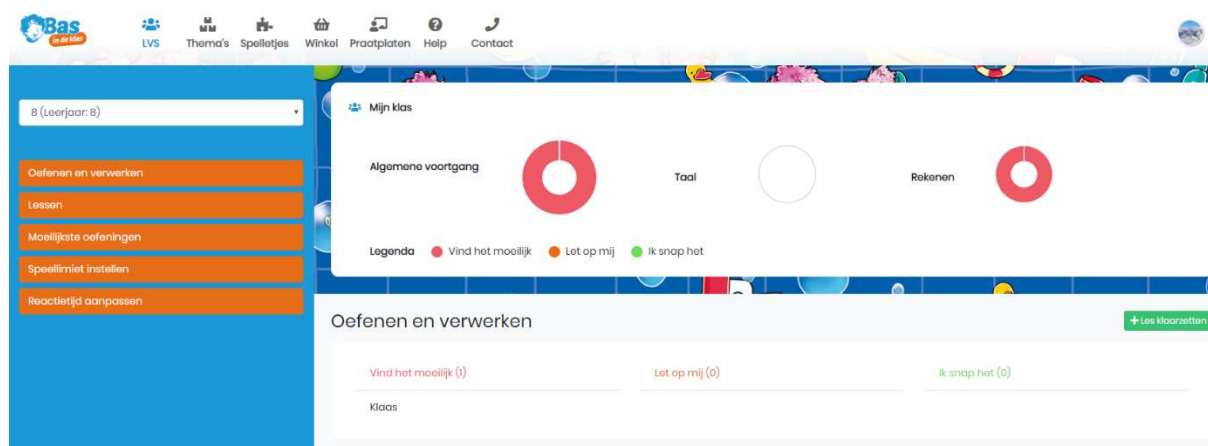 Bas
in de klas
LVS Thema's Spelletjes Winkel Praatplaten Help Contact
8 (Leerjaar: 8)
Oefenen en verwerken
Lessen
Moeilijkste oefeningen
Speellimiet instellen
Reactietijd aanpassen
Mijn klas
Algemene voortgang Taal Rekenen
Legenda Vind het moeilijk Let op mij Ik snap het
Oefenen en verwerken
+ Les klaarzetten
Vind het moeilijk (1) Let op mij (0) Ik snap het (0)
Klaas